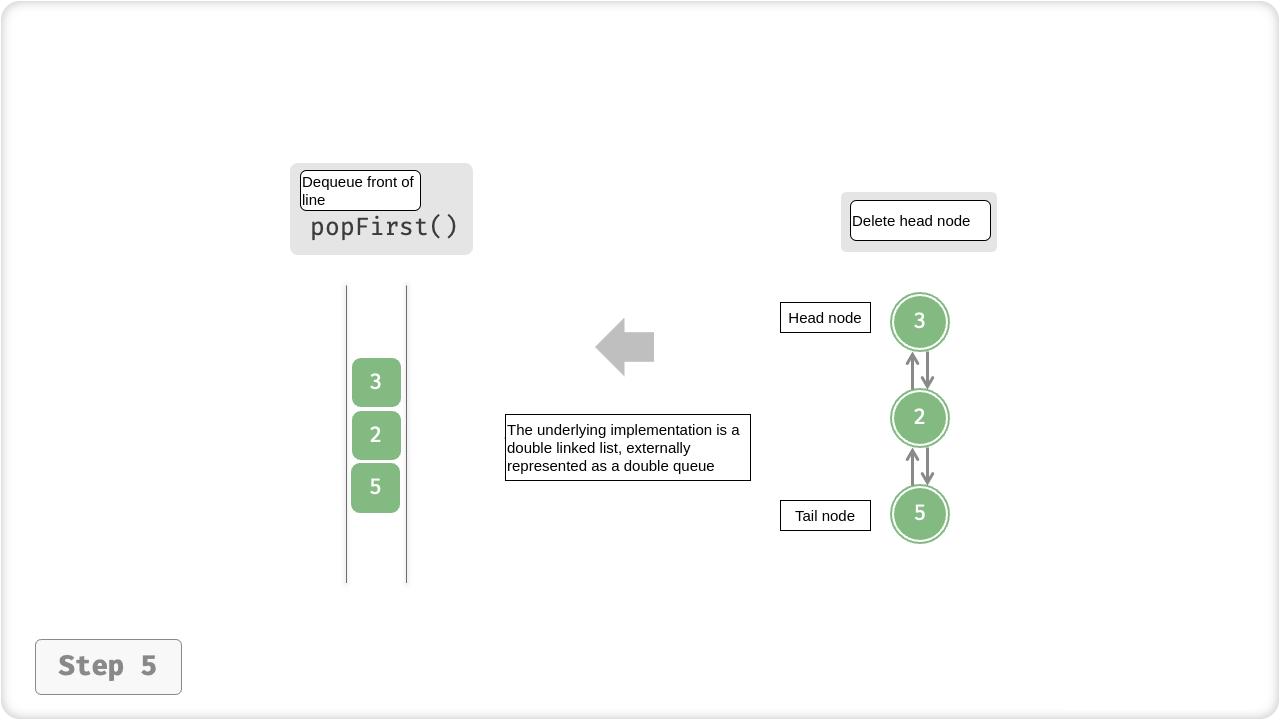 Dequeue front of
line
popFirst()
Delete head node
Head node
3
2
5
3
2
5
The underlying implementation is a
double linked list, externally
represented as a double queue
Tail node
Step 5